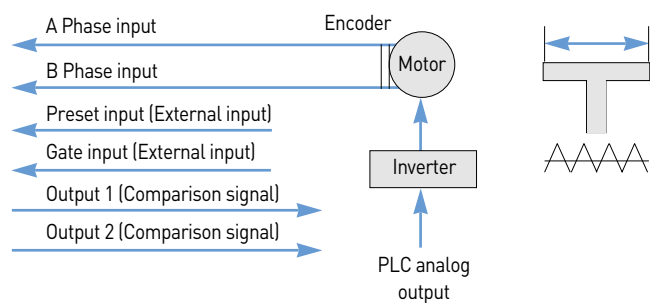 A Phase input
Encoder
B Phase input
Motor
Preset input (External input)
Gate input (External input)
Inverter
Output 1 (Comparison signal)
Output 2 (Comparison signal)
PLC analog
output